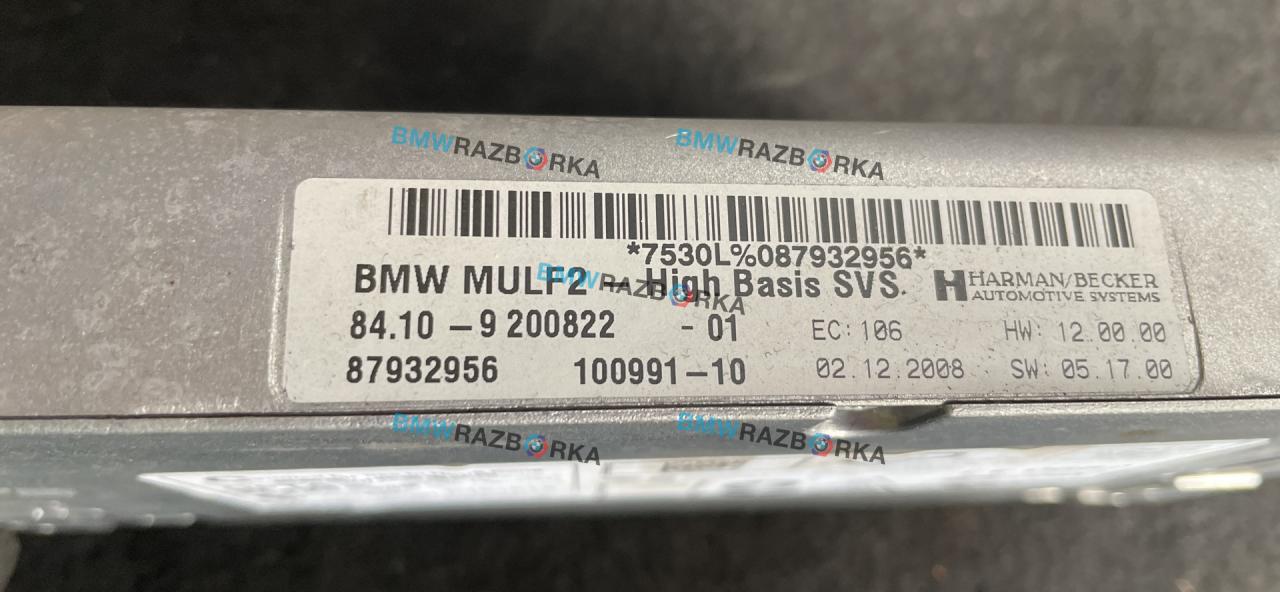 BMWRAZBORKA BMWRAZBORKA
*7530L%087932956*
BMW MULF2 – High Basis SVS. HARMAN/BECKER
AUTOMOTIVE SYSTEMS
BMWRAZBORKA
84.10 – 9 200822 - 01 EC: 106 HW: 12.00.00
87932956 100991–10 02.12.2008 SW: 05.17.00
BMWRAZBORKA BMWRAZBORKA